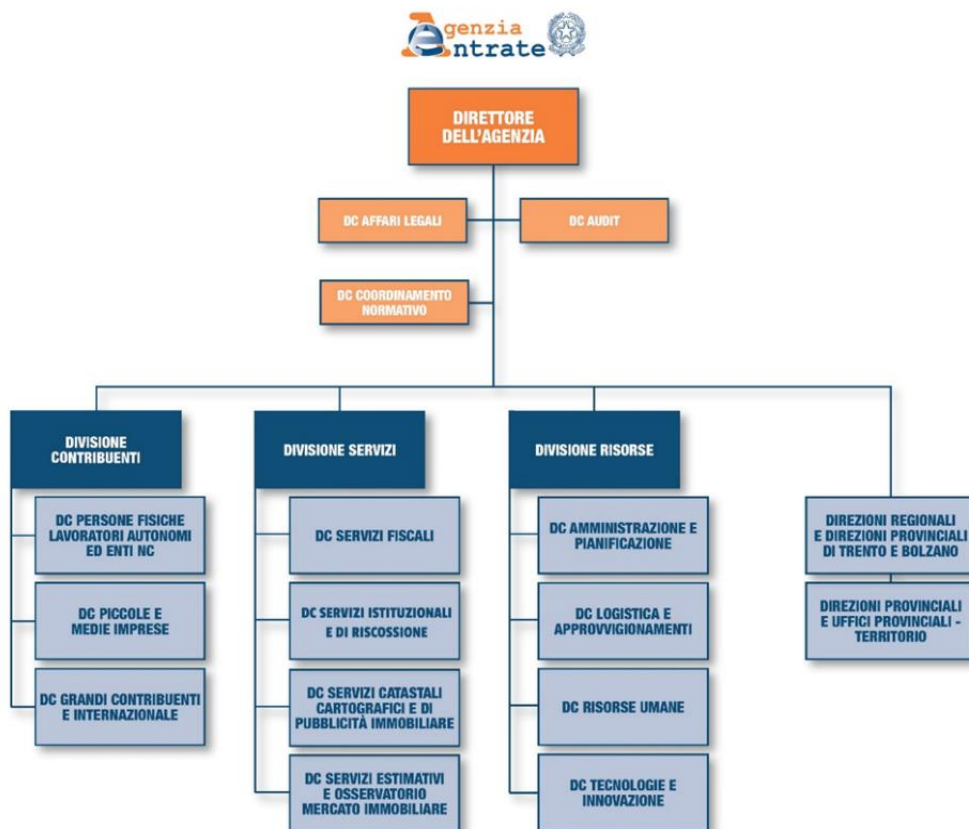 Agenzia
Entrate
DIRETTORE
DELL'AGENZIA
DC AFFARI LEGALI
DC AUDIT
DC COORDINAMENTO
NORMATIVO
DIVISIONE
CONTRIBUENTI
DC PERSONE FISICHE
LAVORATORI AUTONOMI
ED ENTI NC
DC PICCOLE E
MEDIE IMPRESE
DC GRANDI CONTRIBUENTI
E INTERNAZIONALE
DIVISIONE SERVIZI
DC SERVIZI FISCALI
DC SERVIZI ISTITUZIONALI
E DI RISCOSSIONE
DC SERVIZI CATASTALI
CARTOGRAFICI E DI
PUBBLICITÀ IMMOBILIARE
DC SERVIZI ESTIMATIVI
E OSSERVATORIO
MERCATO IMMOBILIARE
DIVISIONE RISORSE
DC AMMINISTRAZIONE E
PIANIFICAZIONE
DC LOGISTICA E
APPROVVIGIONAMENTI
DC RISORSE UMANE
DC TECNOLOGIE E
INNOVAZIONE
DIREZIONI REGIONALI
E DIREZIONI PROVINCIALI
DI TRENTO E BOLZANO
DIREZIONI PROVINCIALI
E UFFICI PROVINCIALI -
TERRITORIO